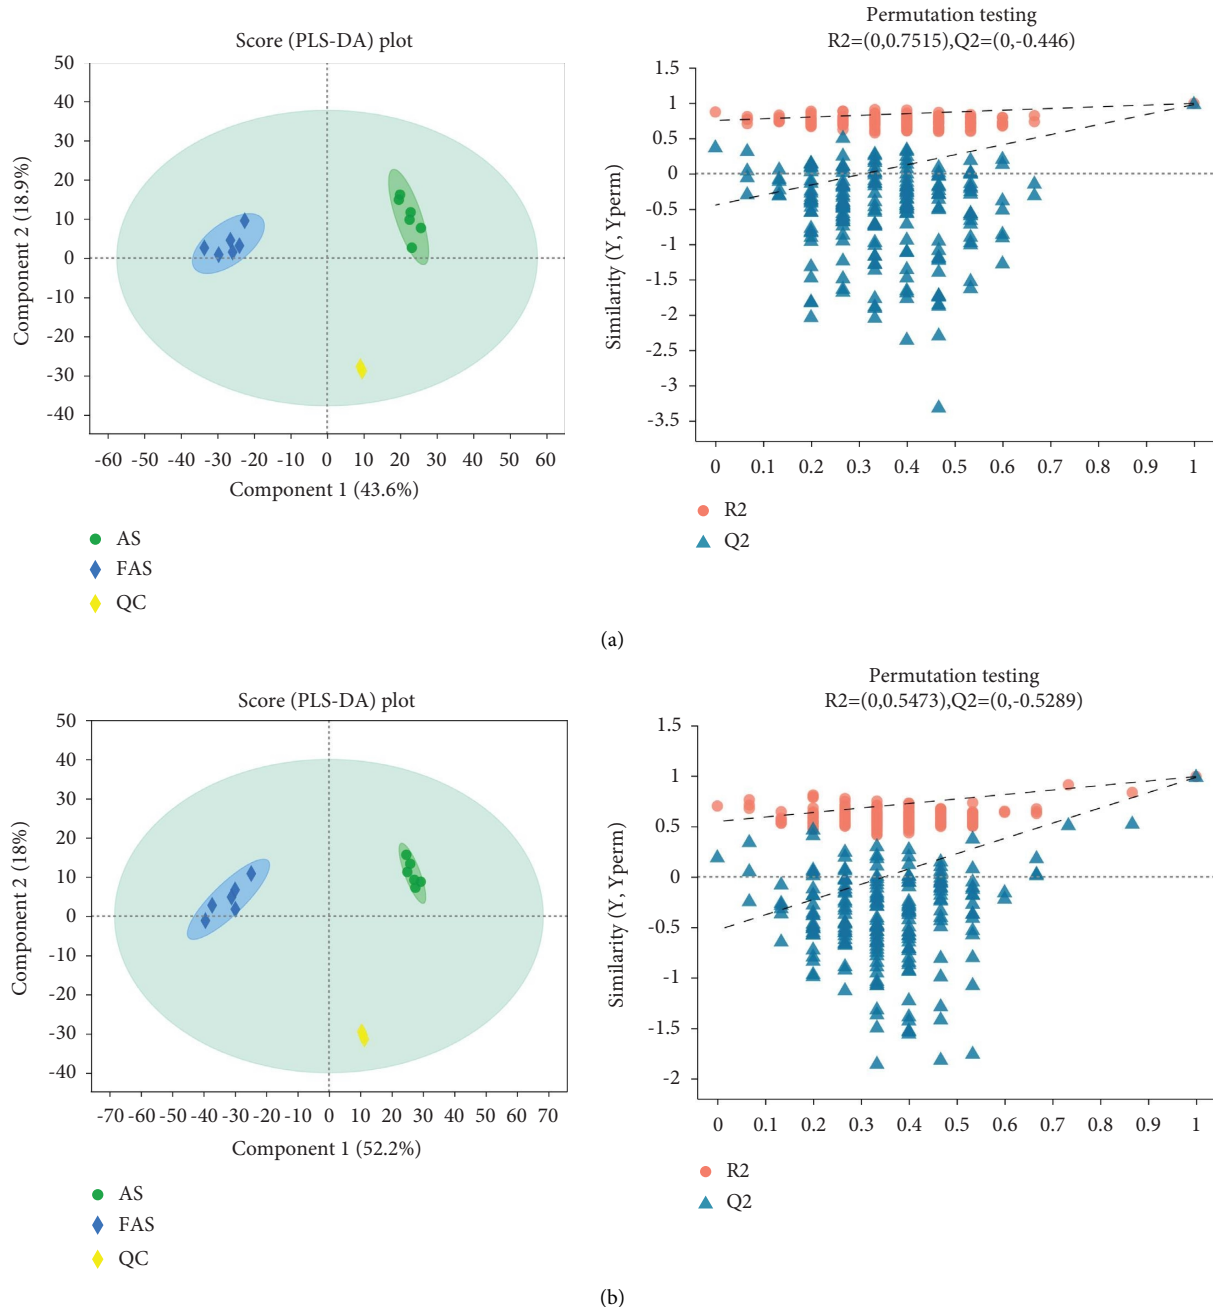 Score (PLS-DA) plot
50
40
30
20
10
0
-10
-20
-30
-40
Component 2 (18.9%)
-60 -50 -40 -30 -20 -10 0 10 20 30 40 50 60
Component 1 (43.6%)
AS
FAS
QC
Permutation testing
R2=(0,0.7515),Q2=(0,-0.446)
1.5
1
0.5
0
-0.5
-1
-1.5
-2
-2.5
-3
-3.5
Similarity (Y, Yperm)
0 0.1 0.2 0.3 0.4 0.5 0.6 0.7 0.8 0.9 1
R2
Q2
(a)
Score (PLS-DA) plot
50
40
30
20
10
0
-10
-20
-30
-40
Component 2 (18%)
-70 -60 -50 -40 -30 -20 -10 0 10 20 30 40 50 60 70
Component 1 (52.2%)
AS
FAS
QC
Permutation testing
R2=(0,0.5473),Q2=(0,-0.5289)
1.5
1
0.5
0
-0.5
-1
-1.5
-2
Similarity (Y, Yperm)
0 0.1 0.2 0.3 0.4 0.5 0.6 0.7 0.8 0.9 1
R2
Q2
(b)